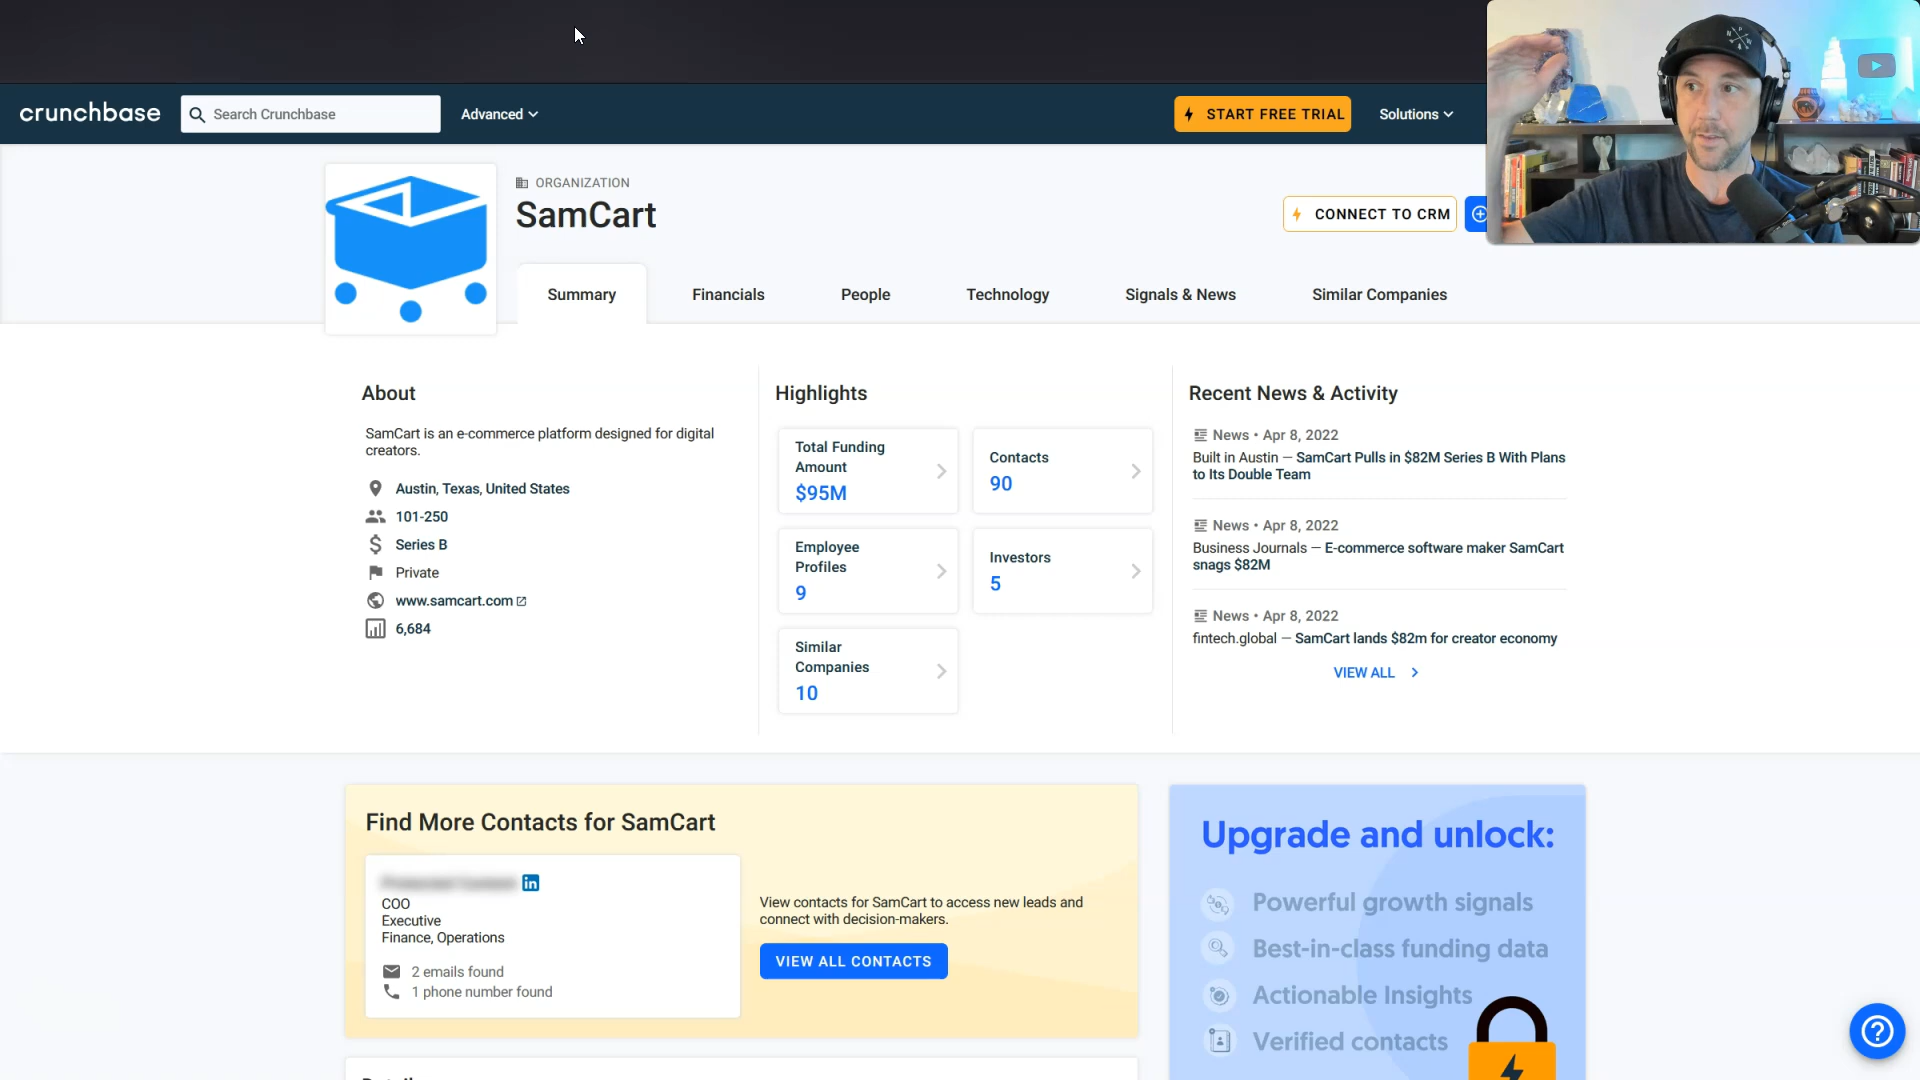 crunchbase
Search Crunchbase
Advanced
START FREE TRIAL
Solutions
ORGANIZATION
SamCart
CONNECT TO CRM
Summary
Financials
People
Technology
Signals & News
Similar Companies
About
SamCart is an e-commerce platform designed for digital
creators.
Austin, Texas, United States
101-250
Series B
Private
www.samcart.com
6,684
Highlights
Total Funding
Amount
$95M
Contacts
90
Employee
Profiles
9
Investors
5
Similar
Companies
10
Recent News & Activity
News • Apr 8, 2022
Built in Austin — SamCart Pulls in $82M Series B With Plans
to Its Double Team
News • Apr 8, 2022
Business Journals — E-commerce software maker SamCart
snags $82M
News • Apr 8, 2022
fintech.global — SamCart lands $82m for creator economy
VIEW ALL
Find More Contacts for SamCart
in
COO
Executive
Finance, Operations
2 emails found
1 phone number found
View contacts for SamCart to access new leads and
connect with decision-makers.
VIEW ALL CONTACTS
Upgrade and unlock:
Powerful growth signals
Best-in-class funding data
Actionable Insights
Verified contacts